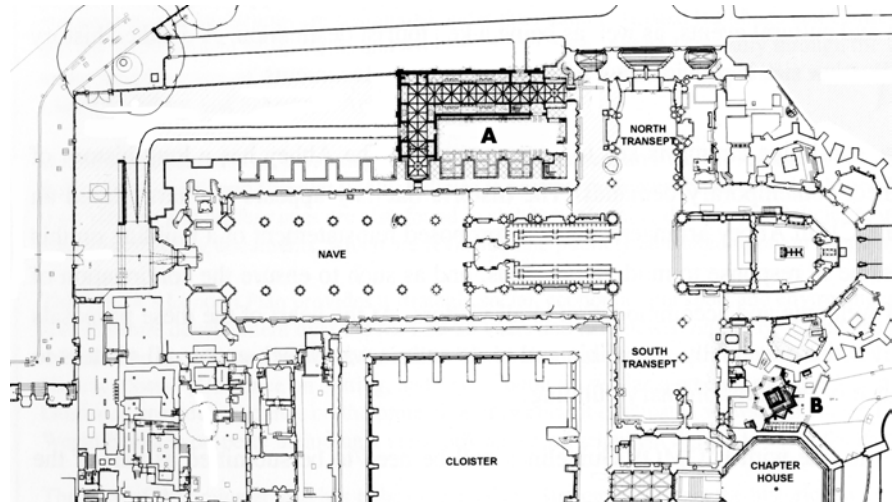 A
NORTH
TRANSEPT
NAVE
SOUTH
TRANSEPT
B
CLOISTER
CHAPTER
HOUSE